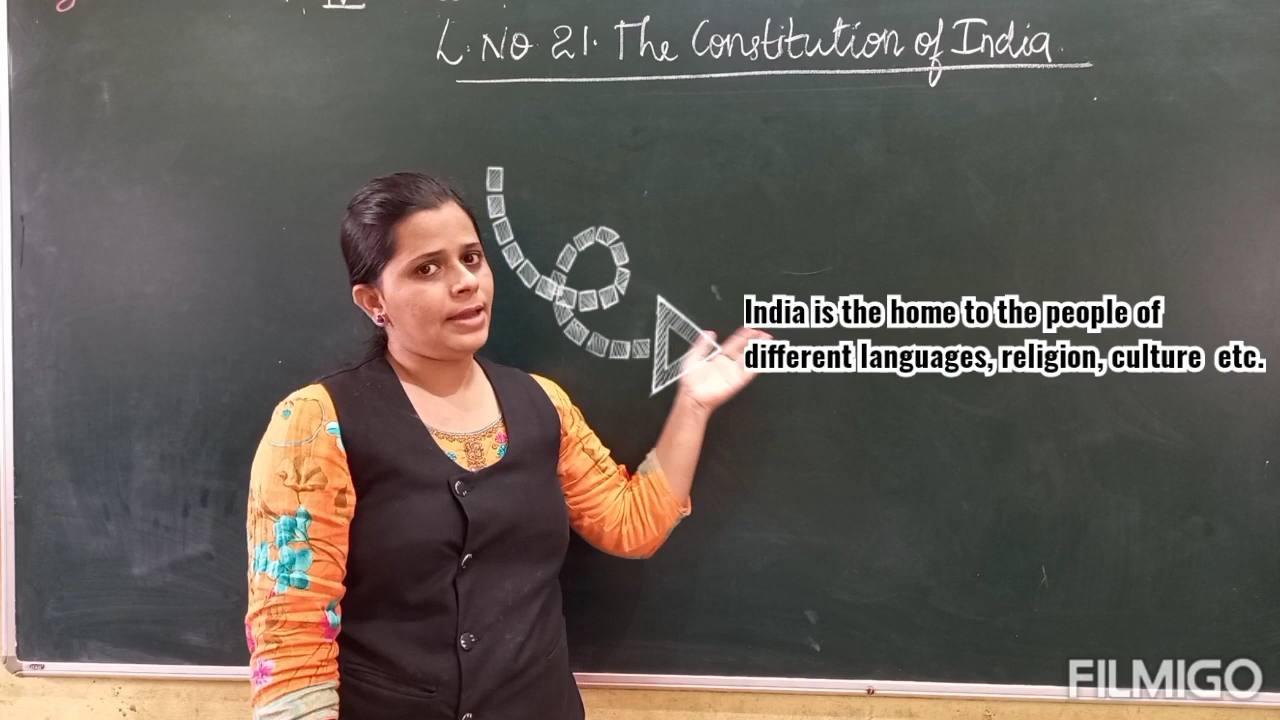 IV
L. No 21. The Constitution of India
India is the home to the people of
different languages, religion, culture etc.
FILMIGO